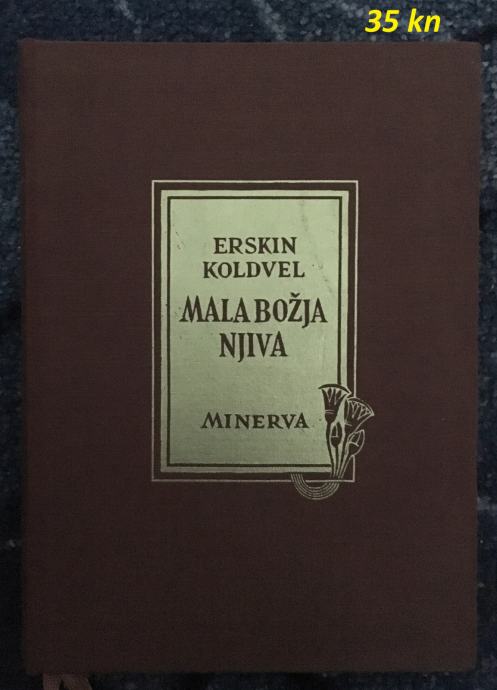 35 kn
ERSKIN
KOLDVEL
MALA BOŽJA
NJIVA
MINERVA